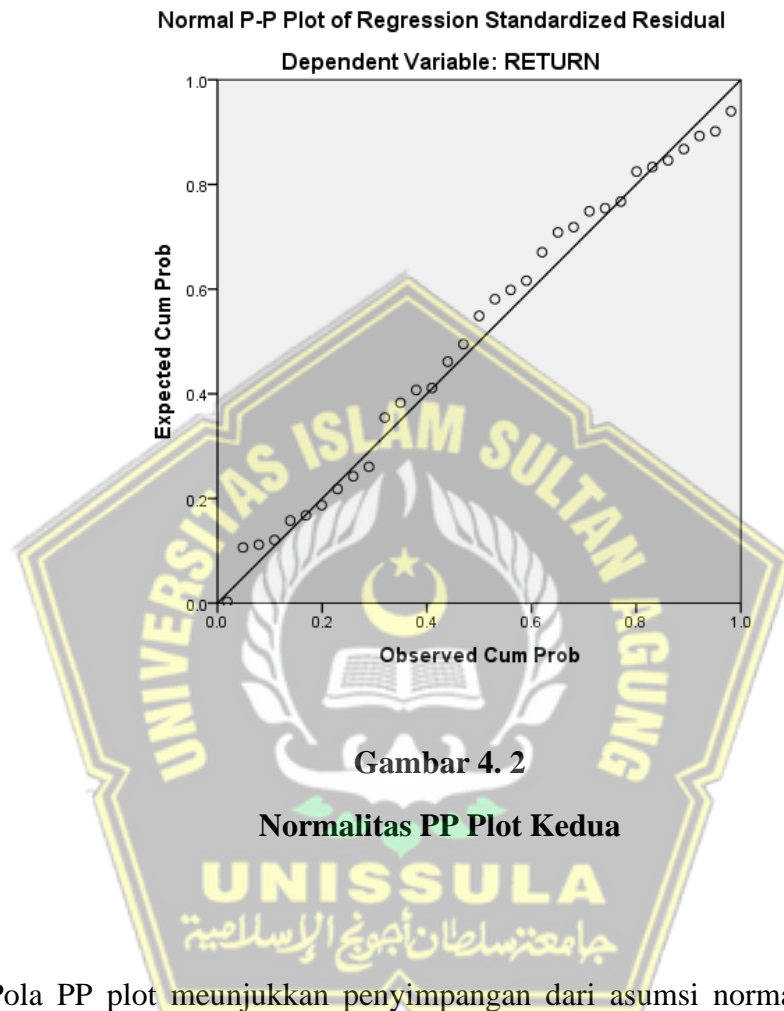 Normal P-P Plot of Regression Standardized Residual
Dependent Variable: RETURN
1.0
0.8
0.6
0.4
0.2
0.0
Expected Cum Prob
0.0 0.2 0.4 0.6 0.8 1.0
Observed Cum Prob
UNIVERSITAS ISLAM SULTAN AGUNG
Gambar 4. 2
Normalitas PP Plot Kedua
UNISSULA
جامعتسلطان أجونج الإسلامية
Pola PP plot meunjukkan penyimpangan dari asumsi norma